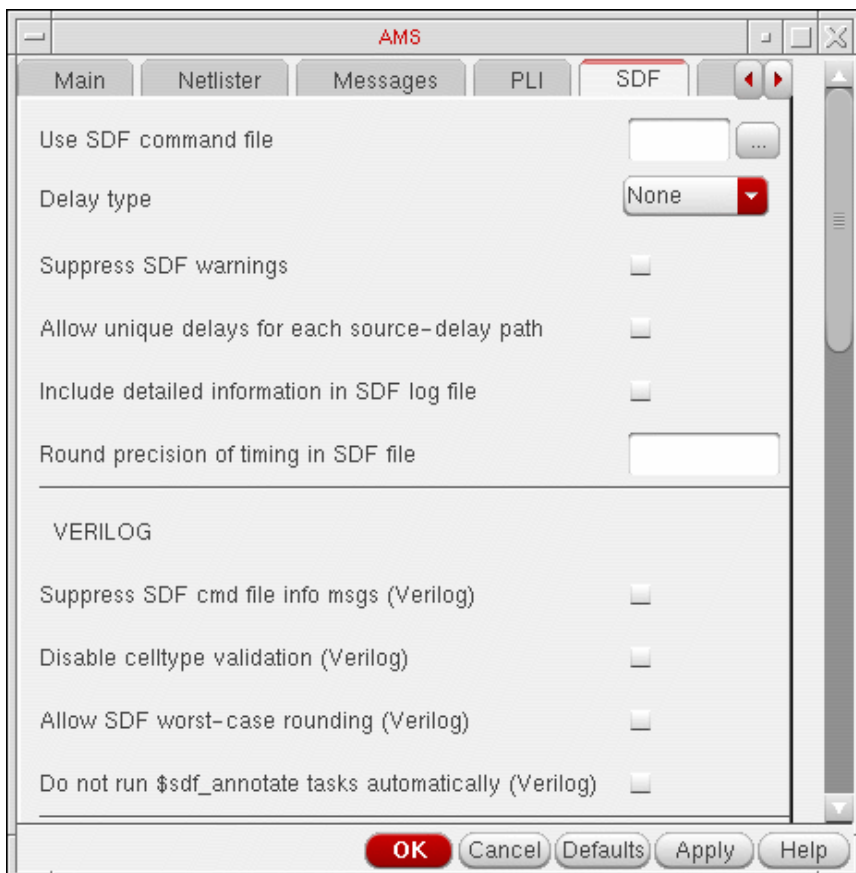 AMS
Main Netlister Messages PLI SDF
Use SDF command file ...
Delay type None
Suppress SDF warnings
Allow unique delays for each source-delay path
Include detailed information in SDF log file
Round precision of timing in SDF file
VERILOG
Suppress SDF cmd file info msgs (Verilog)
Disable celltype validation (Verilog)
Allow SDF worst-case rounding (Verilog)
Do not run $sdf_annotate tasks automatically (Verilog)
OK Cancel Defaults Apply Help